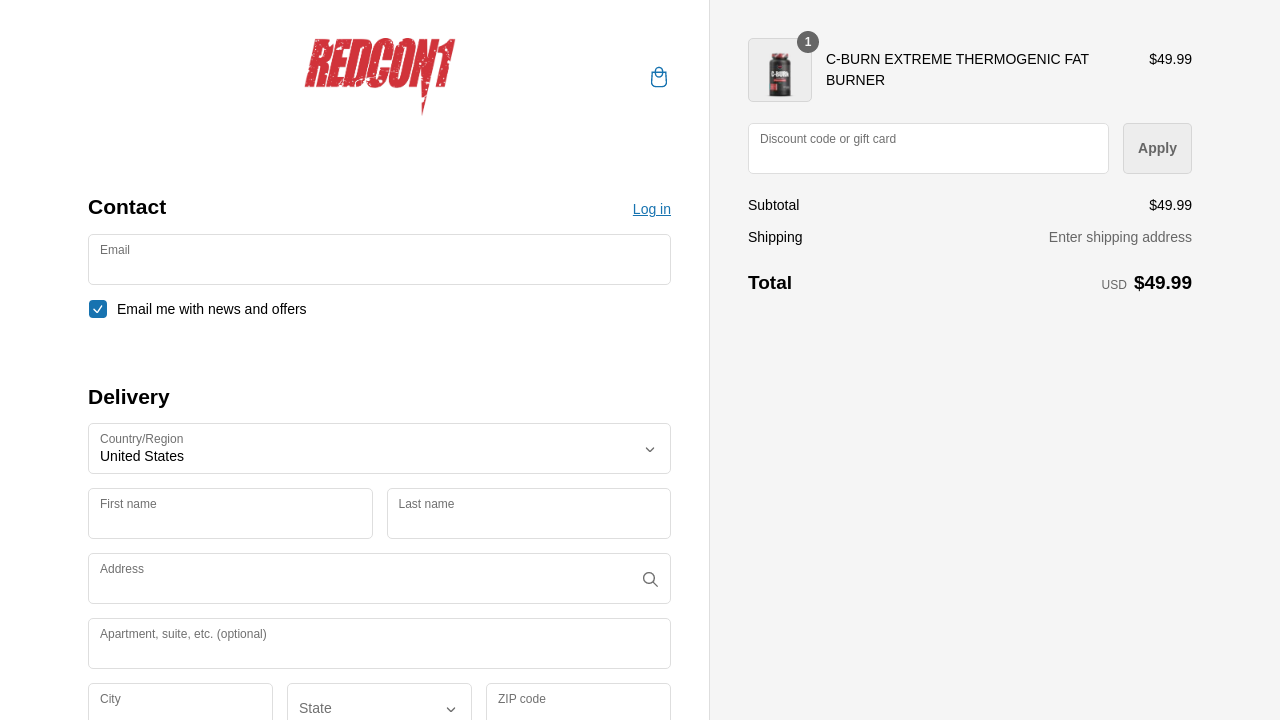 REDCON1
Contact
Log in
Email
Email me with news and offers
Delivery
Country/Region
United States
First name
Last name
Address
Apartment, suite, etc. (optional)
City
State
ZIP code
1
C-BURN
C-BURN EXTREME THERMOGENIC FAT
BURNER
$49.99
Discount code or gift card
Apply
Subtotal
$49.99
Shipping
Enter shipping address
Total
USD $49.99